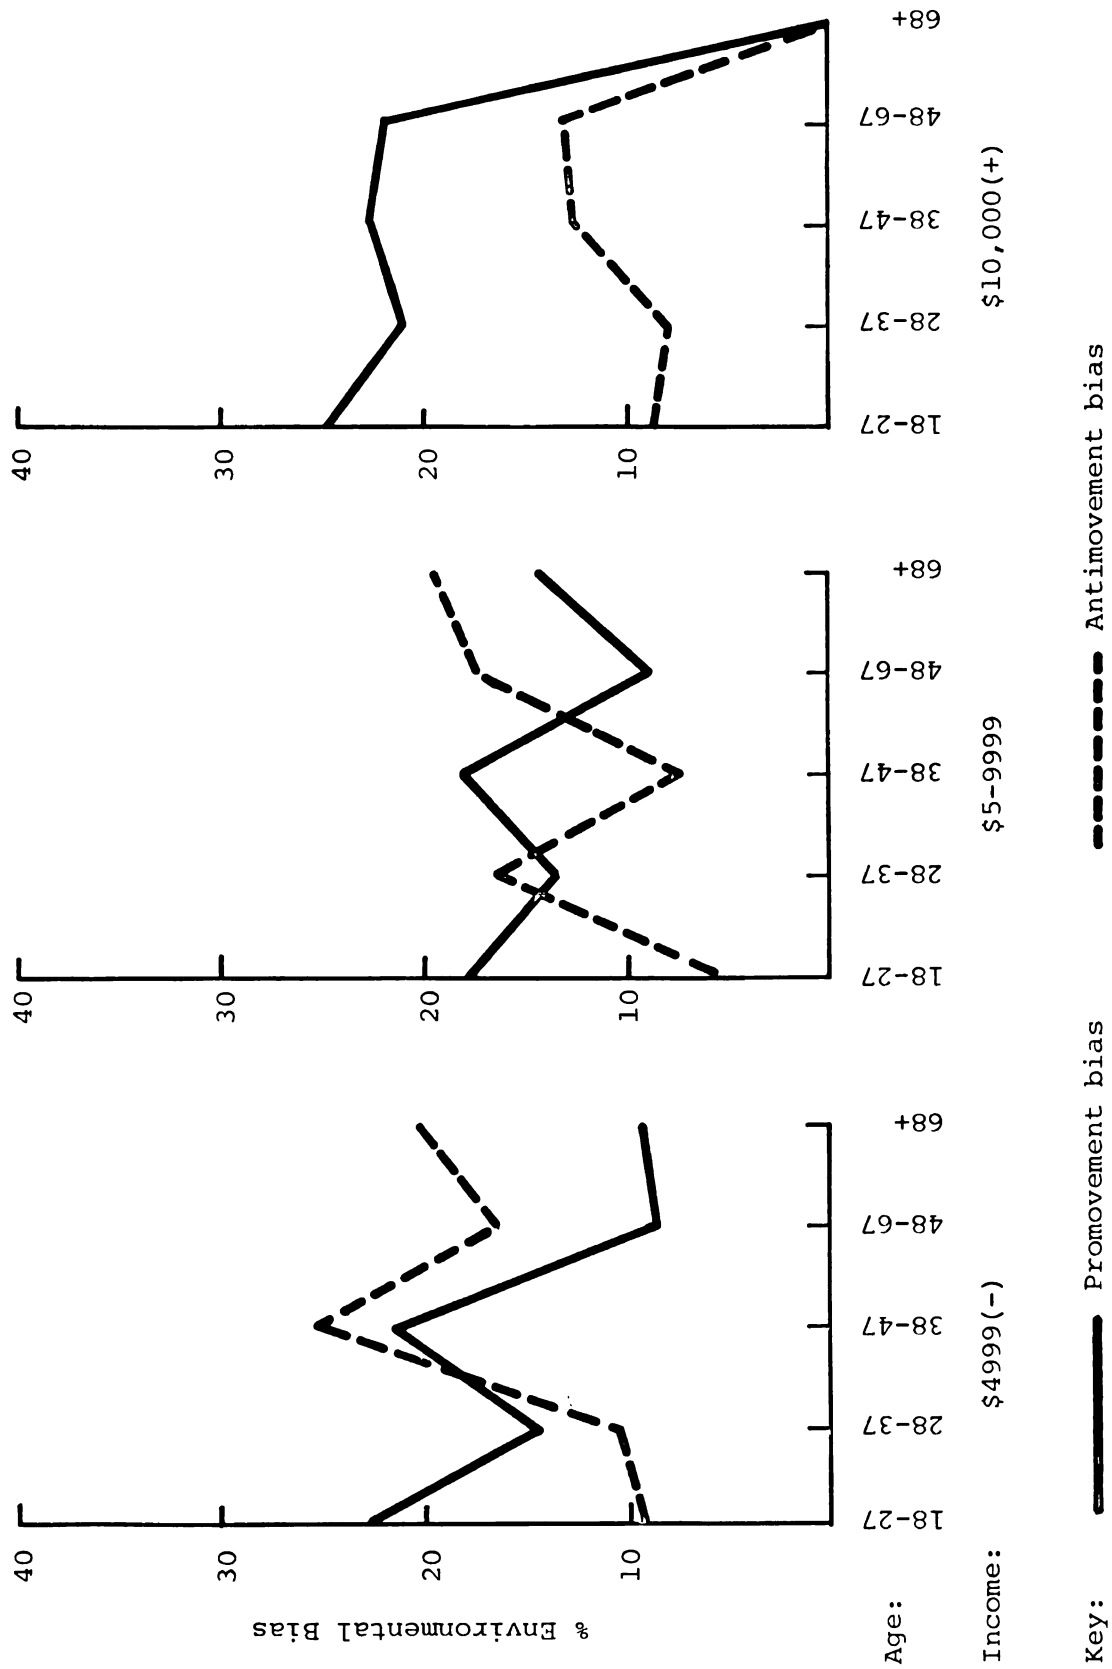 % Environmental Bias
40 40 40
30 30 30
20 20 20
10 10 10
Age: 18-27 28-37 38-47 48-67 68+ 18-27 28-37 38-47 48-67 68+ 18-27 28-37 38-47 48-67 68+
Income: $4999(-) $5-9999 $10,000(+)
Key: Promovement bias Antimovement bias